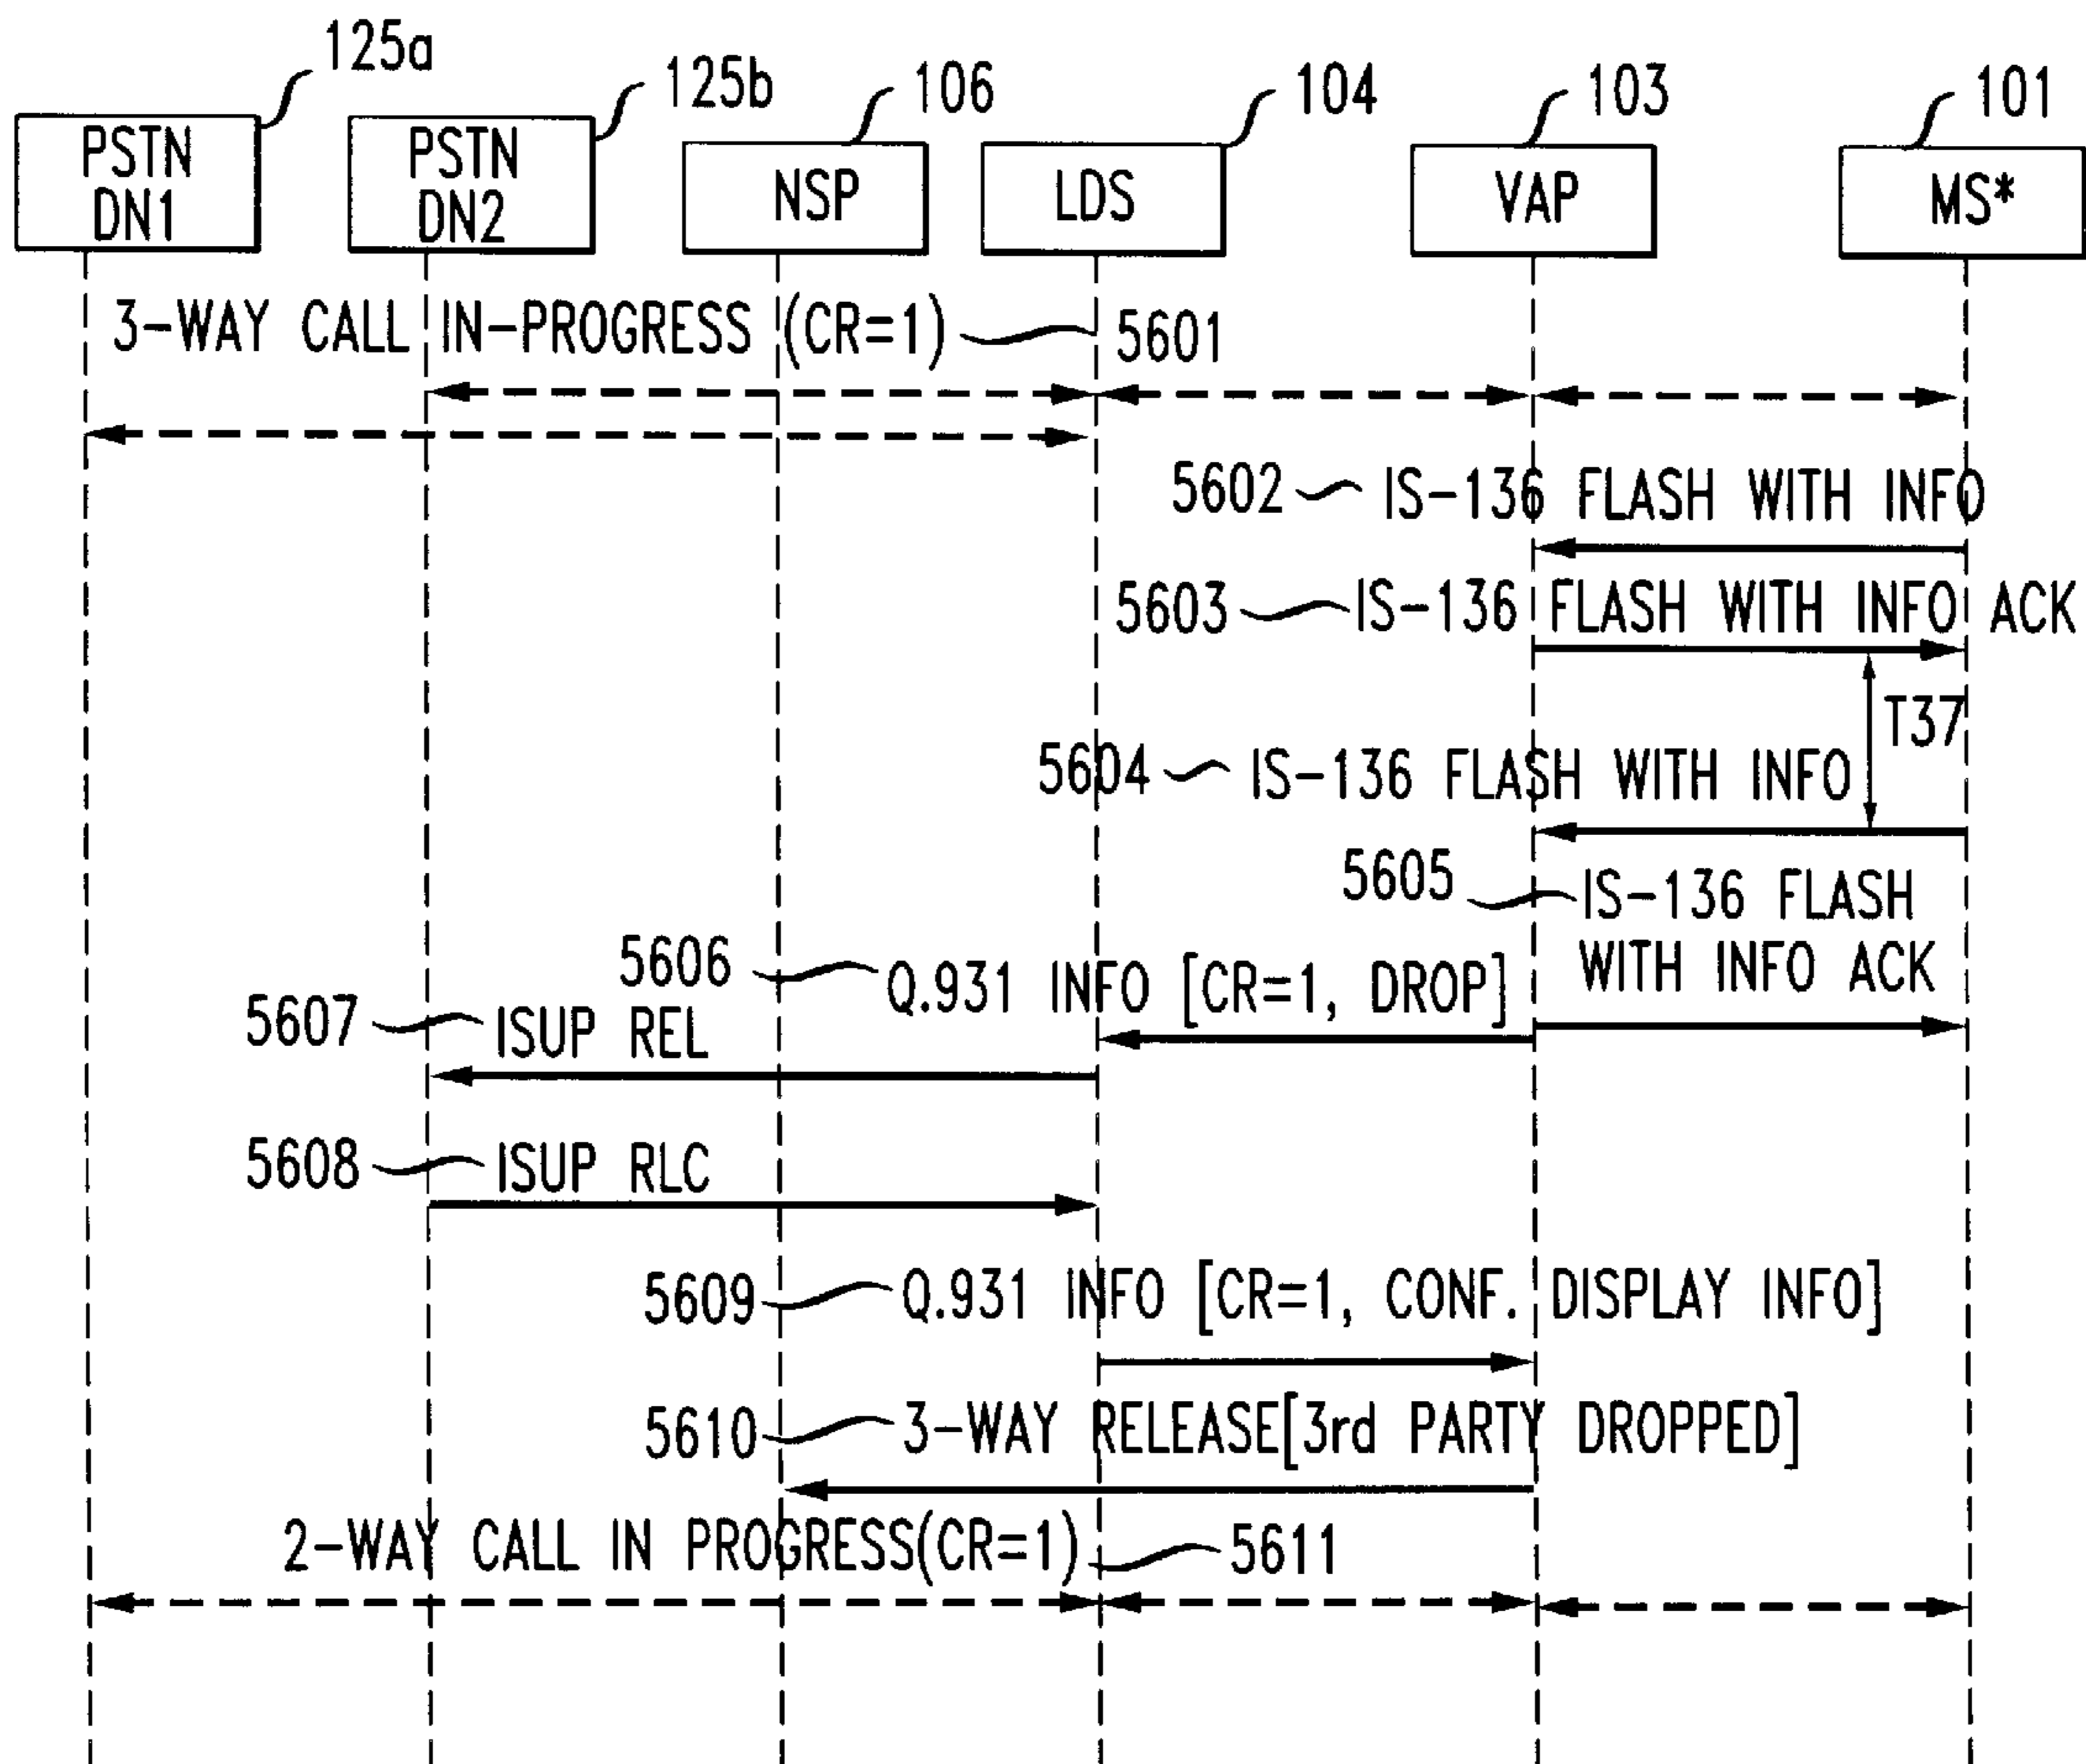 125a
125b
106
104
103
101
PSTN
DN1
PSTN
DN2
NSP
LDS
VAP
MS*
3-WAY CALL IN-PROGRESS (CR=1)
5601
5602
IS-136 FLASH WITH INFO
5603
IS-136 FLASH WITH INFO ACK
T37
5604
IS-136 FLASH WITH INFO
5605
IS-136 FLASH
WITH INFO ACK
5606
Q.931 INFO [CR=1, DROP]
5607
ISUP REL
5608
ISUP RLC
5609
Q.931 INFO [CR=1, CONF. DISPLAY INFO]
5610
3-WAY RELEASE[3rd PARTY DROPPED]
2-WAY CALL IN PROGRESS(CR=1)
5611